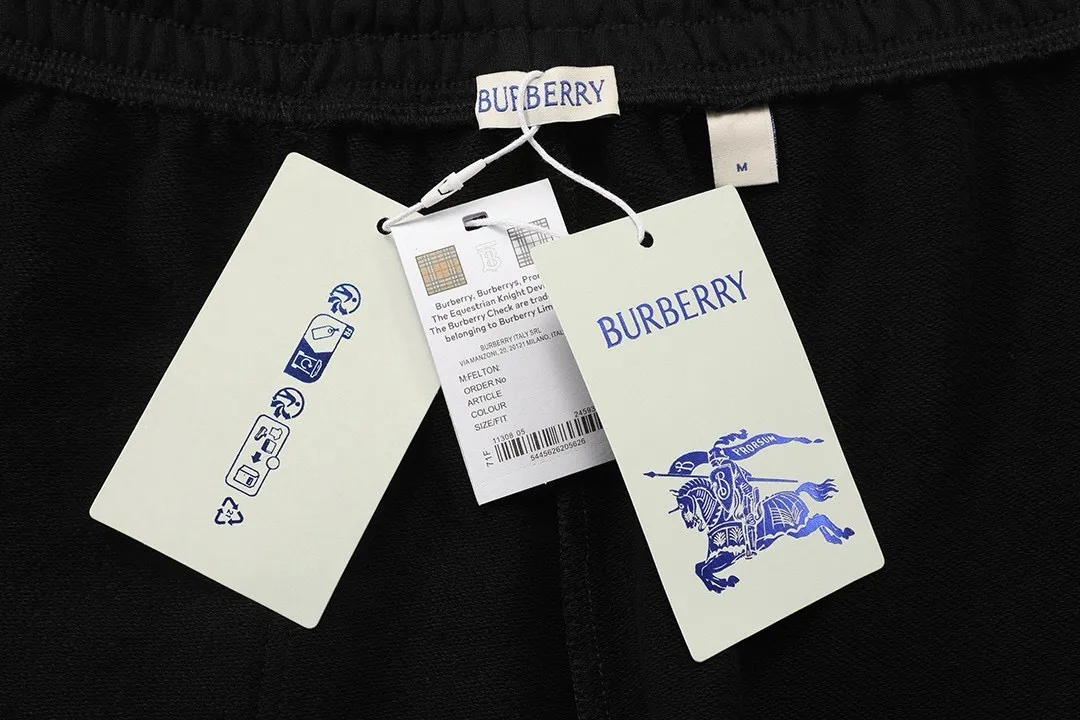 BURBERRY
M
Burberry, Burberrys, Pror
The Equestrian Knight Devi
The Burberry Check are trad
belonging to Burberry Lim
BURBERRY ITALY SRL
VIA MANZONI, 20, 20121 MILANO, ITAL
M:FELTON:
ORDER No
ARTICLE
COLOUR
SIZE/FIT
11308 05
24593
71F
5445626205626
BURBERRY
PRORSUM